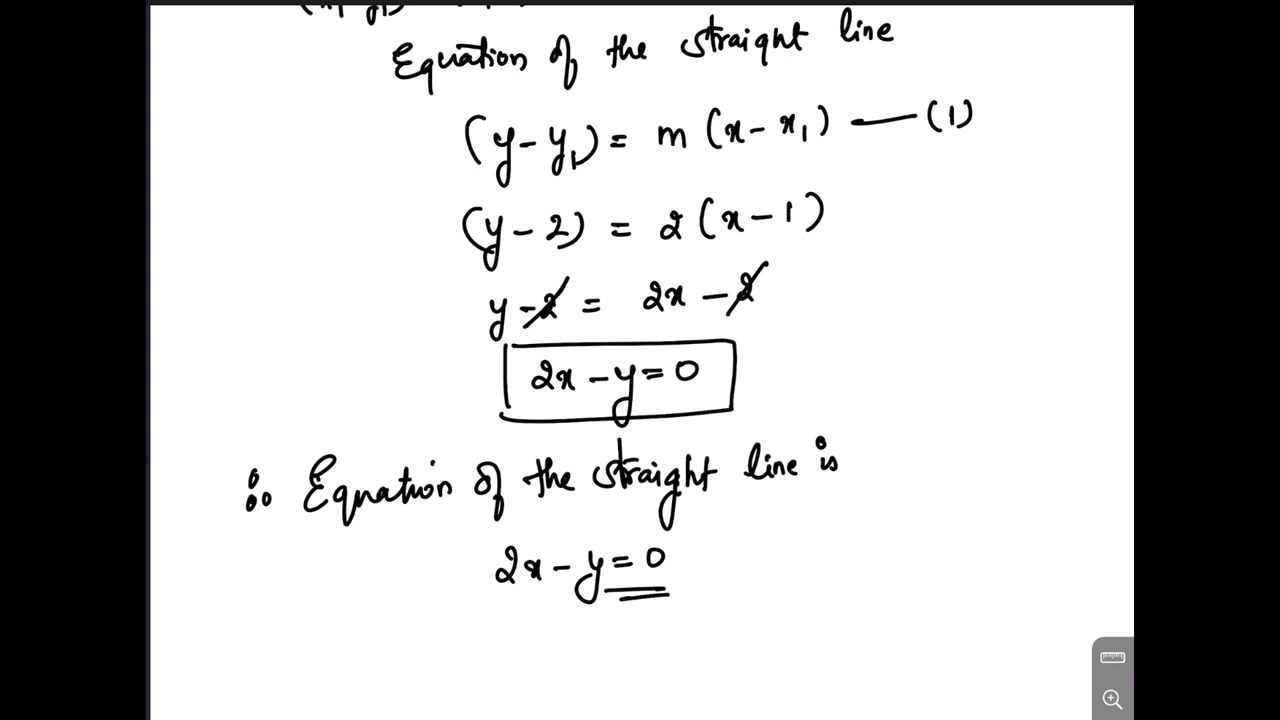 Equation of the straight line
(y - y₁) = m (x - x₁) — (1)
(y - 2) = 2 (x - 1)
y - 2 = 2x - 2
2x - y = 0
∴ Equation of the straight line is
2x - y = 0